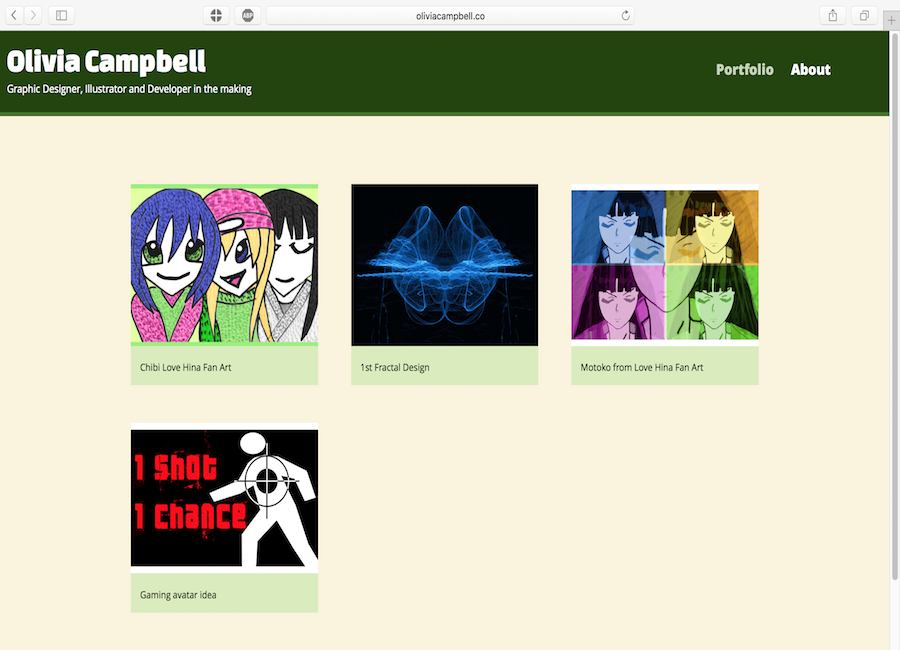 oliviacampbell.co
ABP
Olivia Campbell
Graphic Designer, Illustrator and Developer in the making
Portfolio About
Chibi Love Hina Fan Art
1st Fractal Design
Motoko from Love Hina Fan Art
1 Shot
1 Chance
Gaming avatar idea